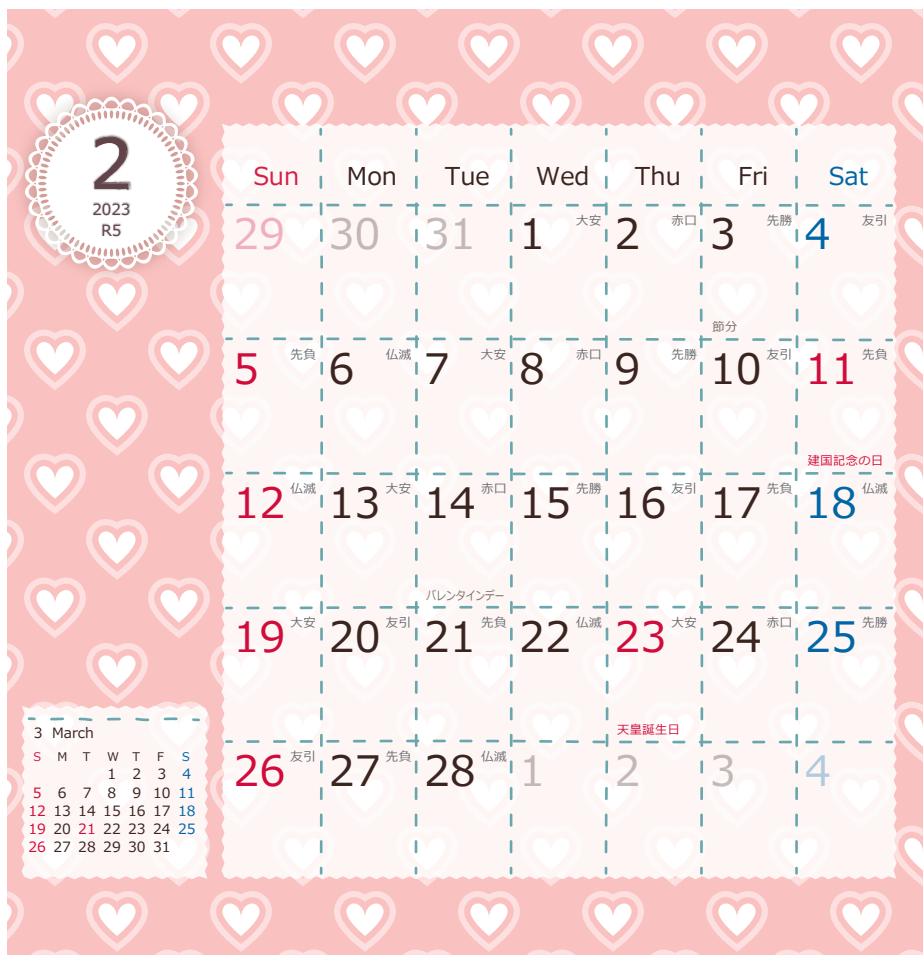 2
2023
R5
Sun Mon Tue Wed Thu Fri Sat
29 30 31 1 大安 2 赤口 3 先勝 4 友引
節分
5 先負 6 仏滅 7 大安 8 赤口 9 先勝 10 友引 11 先負
建国記念の日
12 仏滅 13 大安 14 赤口 15 先勝 16 友引 17 先負 18 仏滅
バレンタインデー
19 大安 20 友引 21 先負 22 仏滅 23 大安 24 赤口 25 先勝
天皇誕生日
26 友引 27 先負 28 仏滅 1 2 3 4
3 March
S M T W T F S
1 2 3 4
5 6 7 8 9 10 11
12 13 14 15 16 17 18
19 20 21 22 23 24 25
26 27 28 29 30 31